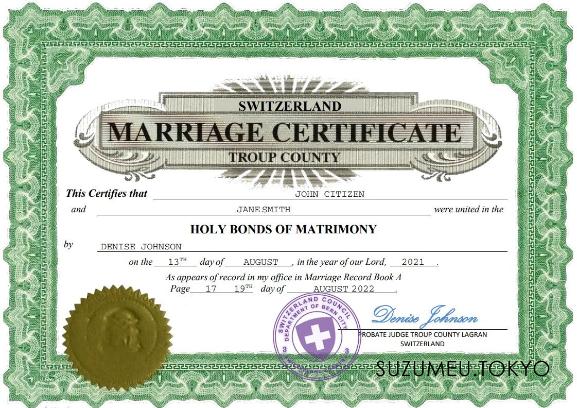 SWITZERLAND
MARRIAGE CERTIFICATE
TROUP COUNTY
This Certifies that JOHN CITIZEN
and JANESMITH were united in the
HOLY BONDS OF MATRIMONY
by DENISE JOHNSON
on the 13TH day of AUGUST , in the year of our Lord, 2021 .
As appears of record in my office in Marriage Record Book A
Page 17 19TH day of AUGUST 2022 .
SWITZERLAND COUNCIL
DEPARTMENT OF BERN
Denise Johnson
PROBATE JUDGE TROUP COUNTY LAGRAN
SWITZERLAND
SUZUMEU.TOKYO